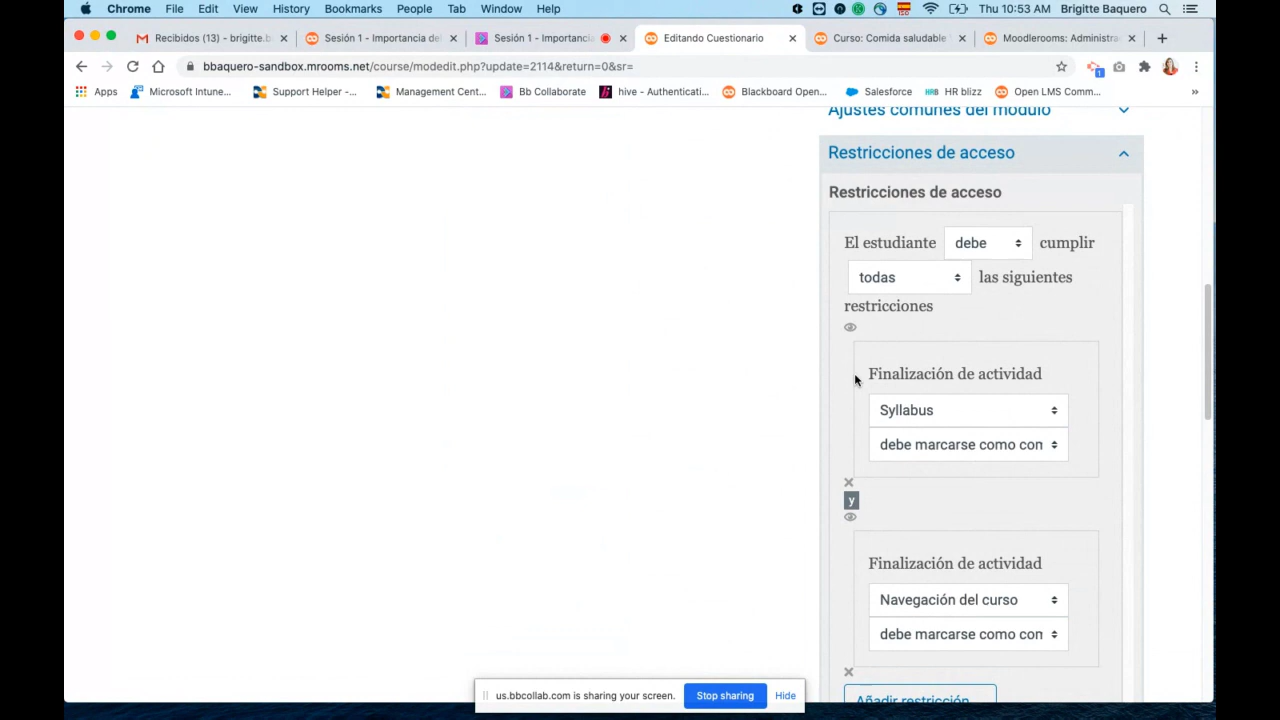 Chrome File Edit View History Bookmarks People Tab Window Help
ISO
Thu 10:53 AM Brigitte Baquero
Recibidos (13) - brigitte.b
Sesión 1 - Importancia de
Sesión 1 - Importancia
Editando Cuestionario
Curso: Comida saludable
Moodlerooms: Administra
bbaquero-sandbox.mrooms.net/course/modedit.php?update=2114&return=0&sr=
1
Apps Microsoft Intune... Support Helper -... Management Cent... Bb Collaborate hive - Authenticati... Blackboard Open... Salesforce HRB HR blizz Open LMS Comm... »
Ajustes comunes del módulo
Restricciones de acceso
Restricciones de acceso
El estudiante debe cumplir
todas las siguientes
restricciones
Finalización de actividad
Syllabus
debe marcarse como con
y
Finalización de actividad
Navegación del curso
debe marcarse como con
Añadir restricción
us.bbcollab.com is sharing your screen. Stop sharing Hide